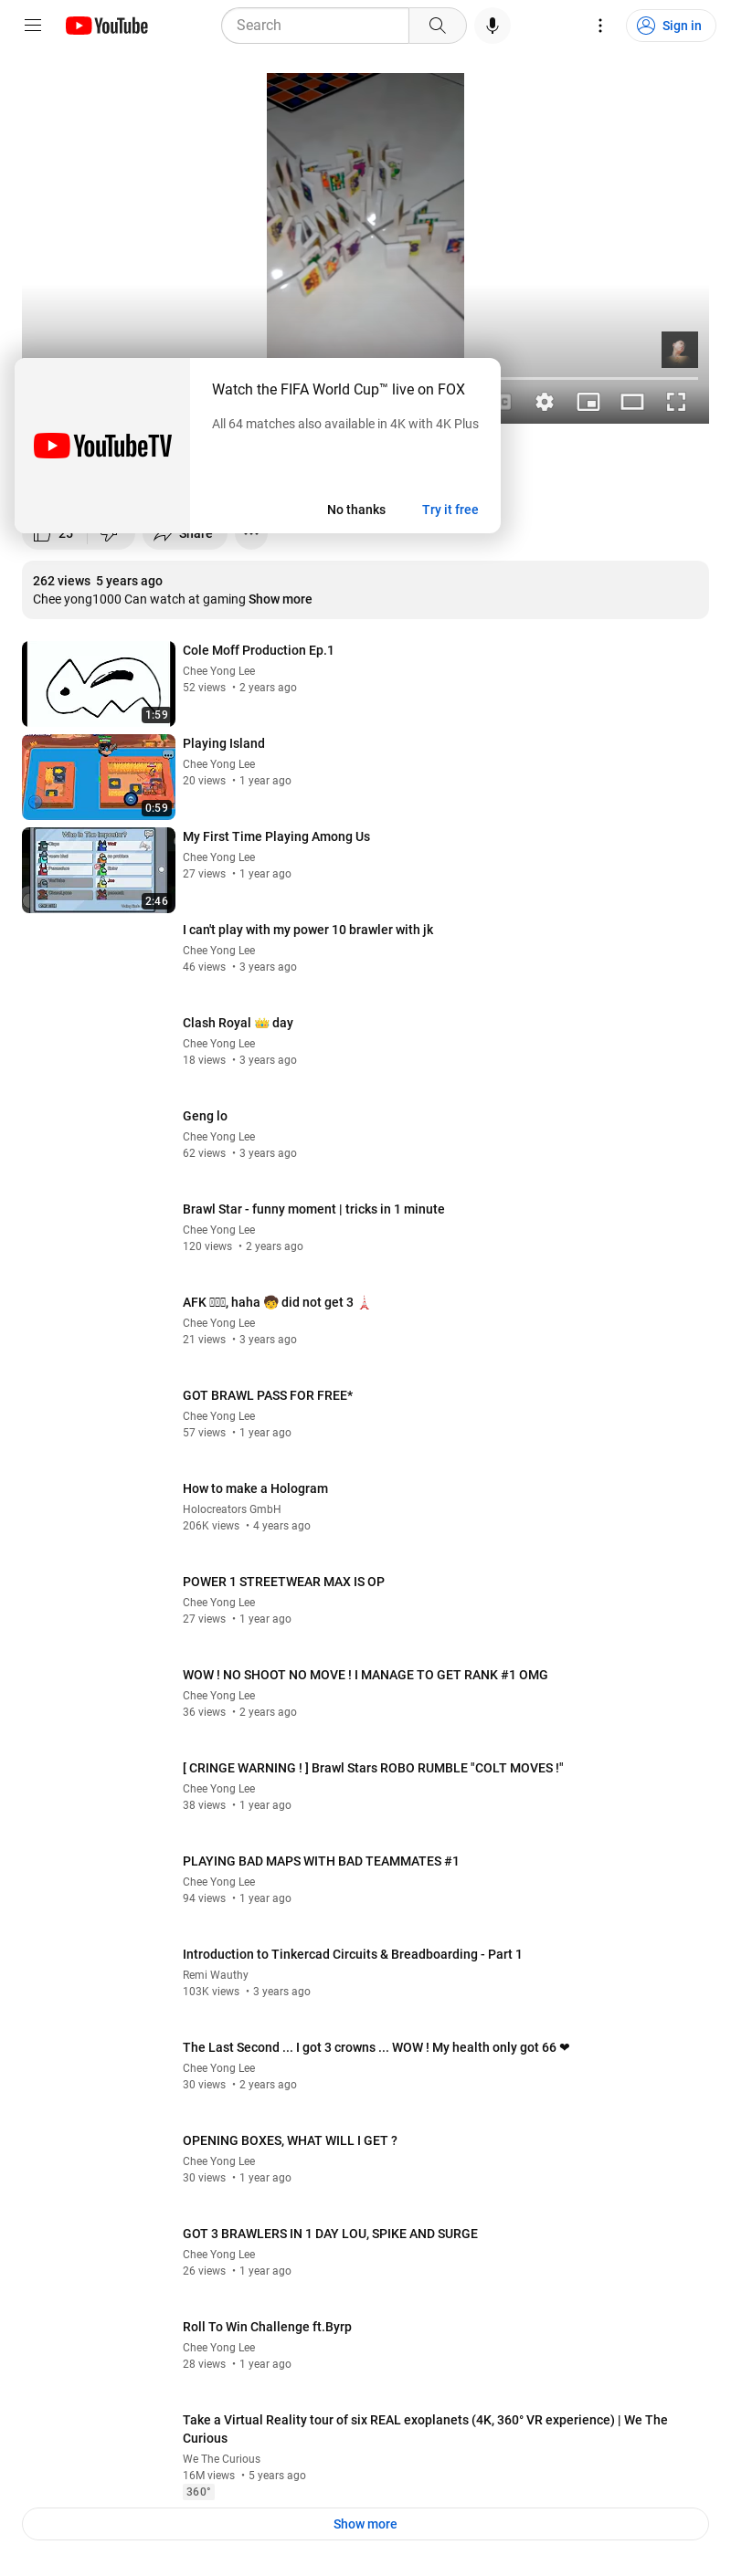 YouTube
Search
Sign in
Watch the FIFA World Cup™ live on FOX
All 64 matches also available in 4K with 4K Plus
YouTubeTV
No thanks
Try it free
25
Share
262 views 5 years ago
Chee yong1000 Can watch at gaming Show more
Cole Moff Production Ep.1
Chee Yong Lee
52 views • 2 years ago
1:59
Playing Island
Chee Yong Lee
20 views • 1 year ago
0:59
My First Time Playing Among Us
Chee Yong Lee
27 views • 1 year ago
Who Is The Impostor?
2:46
I can't play with my power 10 brawler with jk
Chee Yong Lee
46 views • 3 years ago
Clash Royal 👑 day
Chee Yong Lee
18 views • 3 years ago
Geng lo
Chee Yong Lee
62 views • 3 years ago
Brawl Star - funny moment | tricks in 1 minute
Chee Yong Lee
120 views • 2 years ago
AFK , haha 🧒 did not get 3 🗼
Chee Yong Lee
21 views • 3 years ago
GOT BRAWL PASS FOR FREE*
Chee Yong Lee
57 views • 1 year ago
How to make a Hologram
Holocreators GmbH
206K views • 4 years ago
POWER 1 STREETWEAR MAX IS OP
Chee Yong Lee
27 views • 1 year ago
WOW ! NO SHOOT NO MOVE ! I MANAGE TO GET RANK #1 OMG
Chee Yong Lee
36 views • 2 years ago
[ CRINGE WARNING ! ] Brawl Stars ROBO RUMBLE "COLT MOVES !"
Chee Yong Lee
38 views • 1 year ago
PLAYING BAD MAPS WITH BAD TEAMMATES #1
Chee Yong Lee
94 views • 1 year ago
Introduction to Tinkercad Circuits & Breadboarding - Part 1
Remi Wauthy
103K views • 3 years ago
The Last Second ... I got 3 crowns ... WOW ! My health only got 66 ❤
Chee Yong Lee
30 views • 2 years ago
OPENING BOXES, WHAT WILL I GET ?
Chee Yong Lee
30 views • 1 year ago
GOT 3 BRAWLERS IN 1 DAY LOU, SPIKE AND SURGE
Chee Yong Lee
26 views • 1 year ago
Roll To Win Challenge ft.Byrp
Chee Yong Lee
28 views • 1 year ago
Take a Virtual Reality tour of six REAL exoplanets (4K, 360° VR experience) | We The
Curious
We The Curious
16M views • 5 years ago
360°
Show more